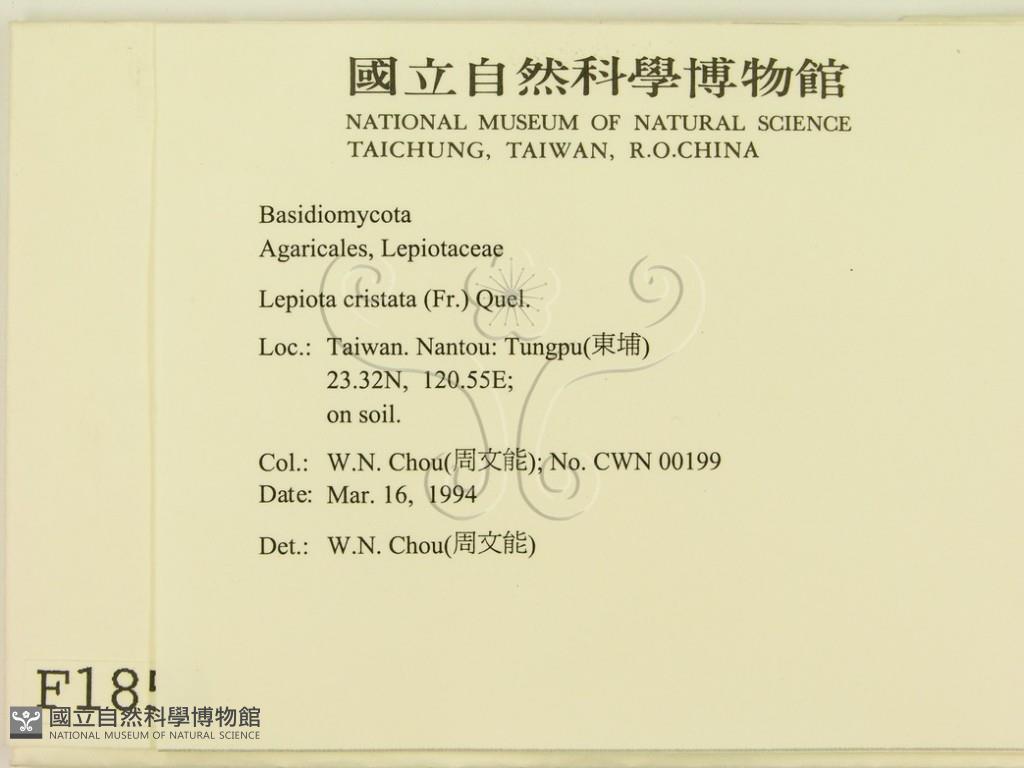 國立自然科學博物館
NATIONAL MUSEUM OF NATURAL SCIENCE
TAICHUNG, TAIWAN, R.O.CHINA
Basidiomycota
Agaricales, Lepiotaceae
Lepiota cristata (Fr.) Quel.
Loc.: Taiwan. Nantou: Tungpu(東埔)
23.32N, 120.55E;
on soil.
Col.: W.N. Chou(周文能); No. CWN 00199
Date: Mar. 16, 1994
Det.: W.N. Chou(周文能)
F18
國立自然科學博物館
NATIONAL MUSEUM OF NATURAL SCIENCE